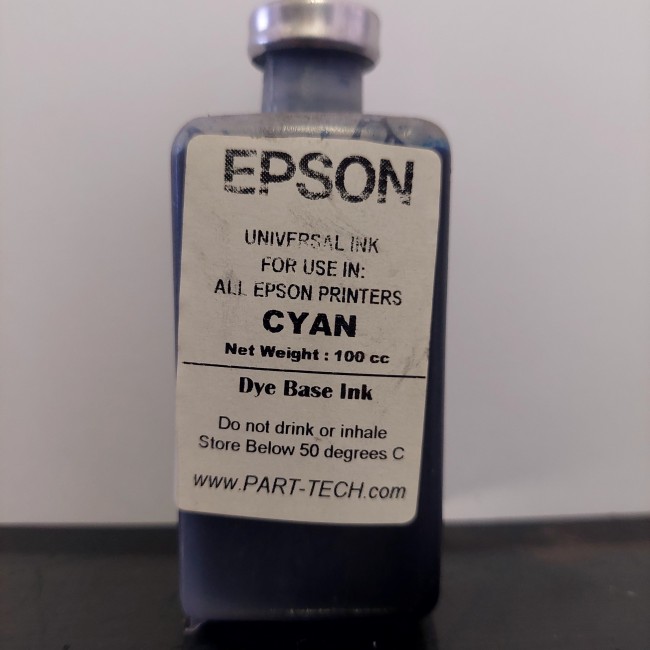 EPSON
UNIVERSAL INK
FOR USE IN:
ALL EPSON PRINTERS
CYAN
Net Weight : 100 cc
Dye Base Ink
Do not drink or inhale
Store Below 50 degrees C
www.PART-TECH.com